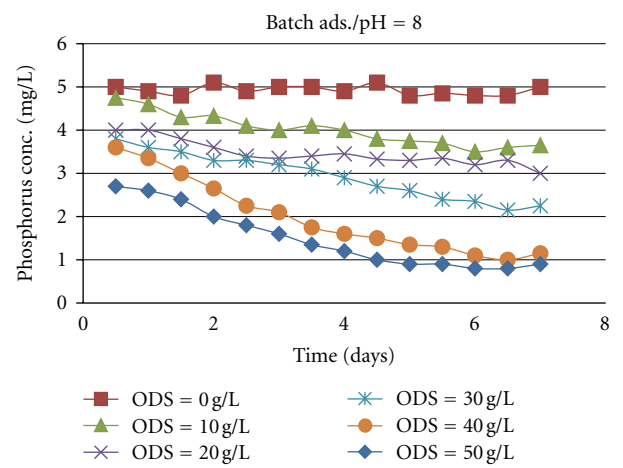 Batch ads./pH = 8
Phosphorus conc. (mg/L)
6
5
4
3
2
1
0
0 2 4 6 8
Time (days)
ODS = 0 g/L ODS = 30 g/L
ODS = 10 g/L ODS = 40 g/L
ODS = 20 g/L ODS = 50 g/L